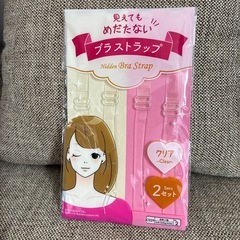 見えても
めだたない
ブラストラップ
Hidden Bra Strap
クリア
Clear
2 Sets
セット